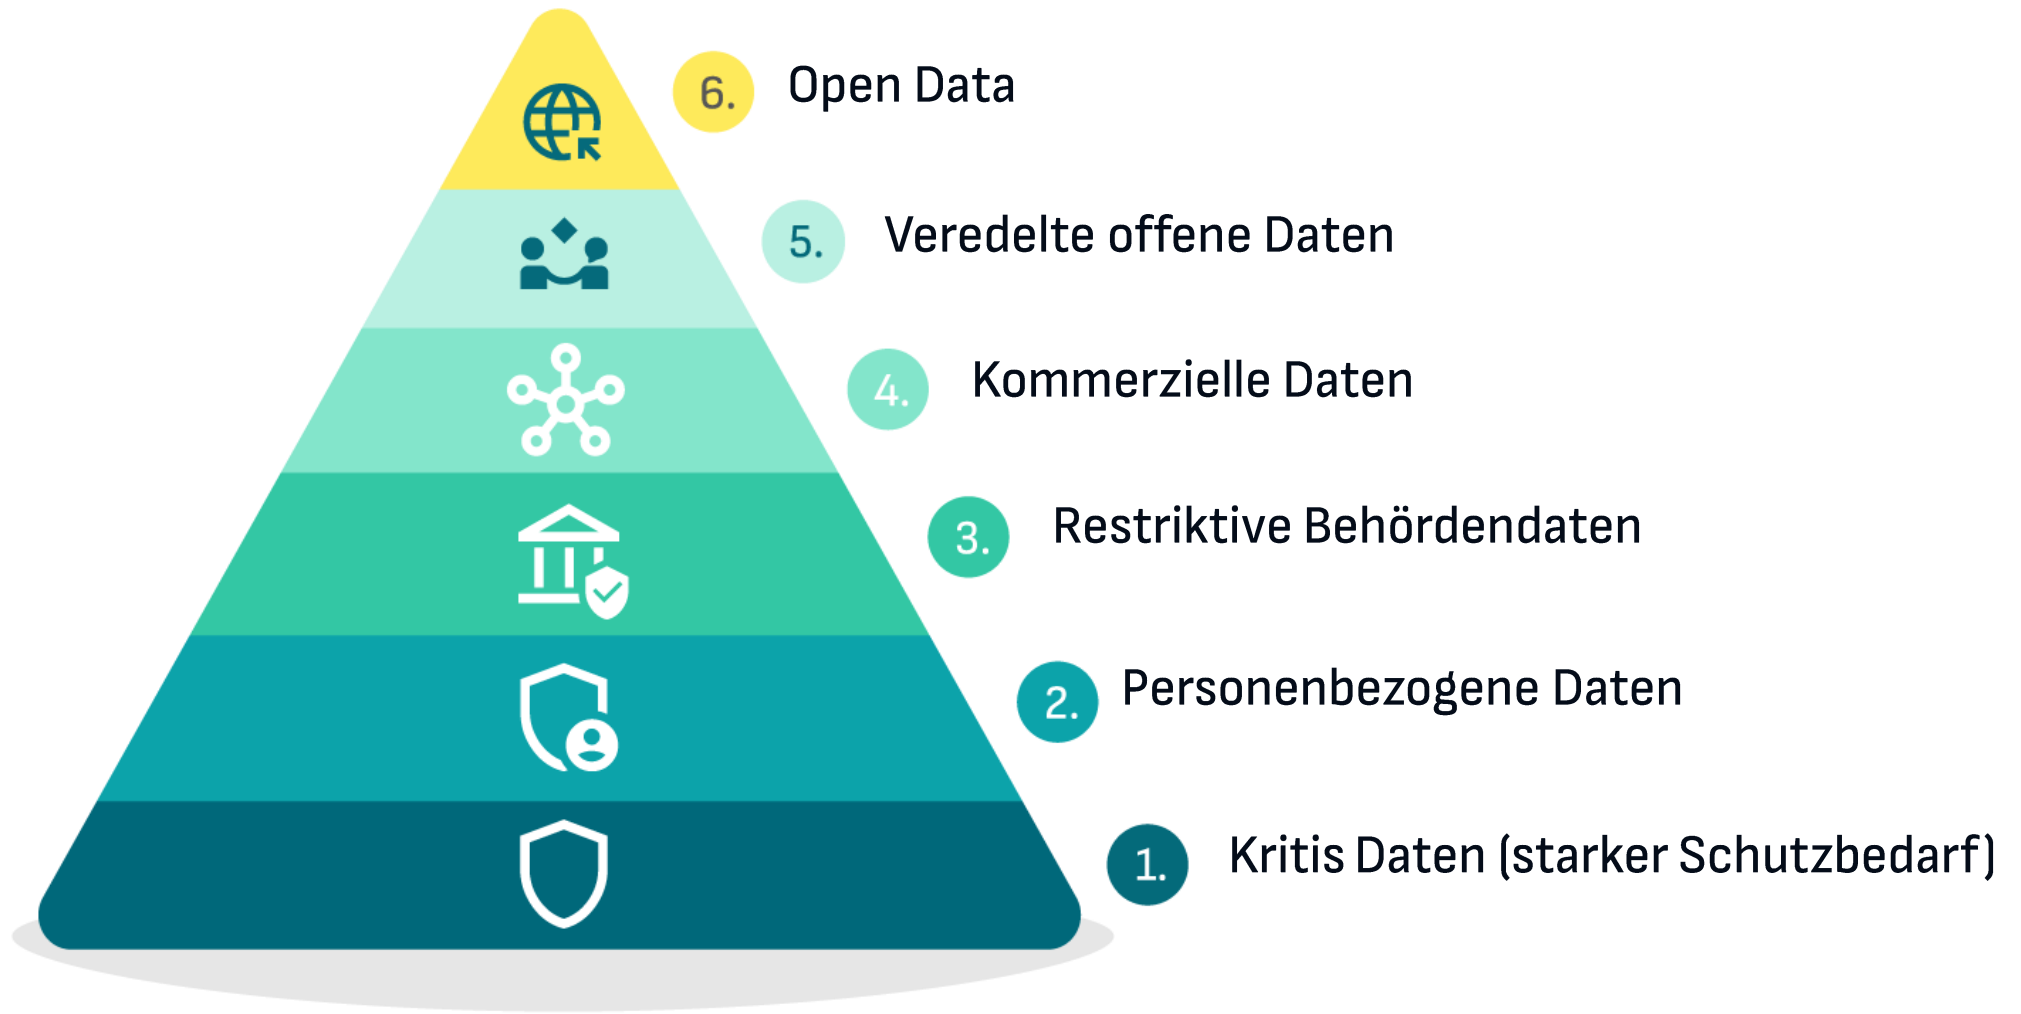 6. Open Data
5. Veredelte offene Daten
4. Kommerzielle Daten
3. Restriktive Behördendaten
2. Personenbezogene Daten
1. Kritis Daten (starker Schutzbedarf)